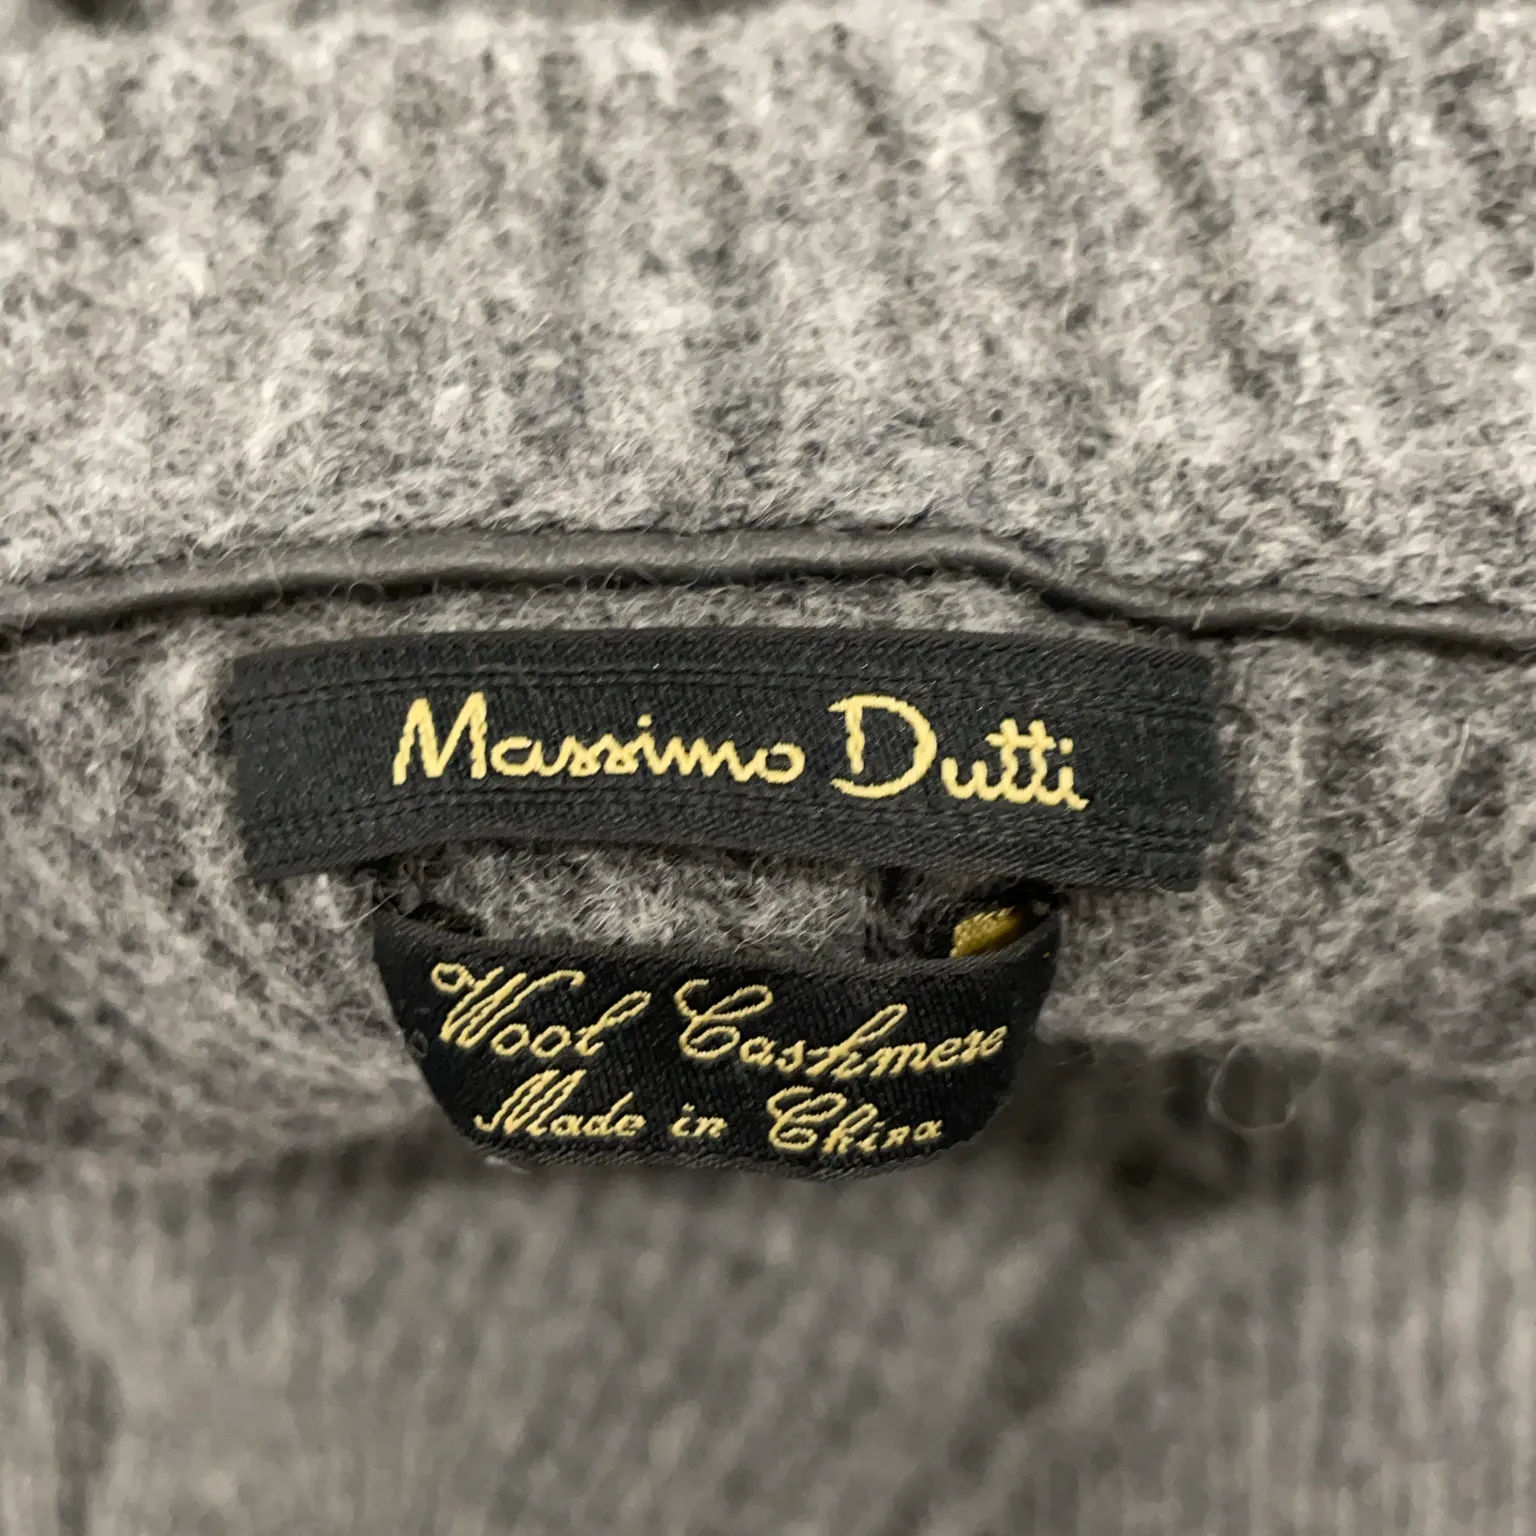 Massimo Dutti
Wool Cashmere
Made in China